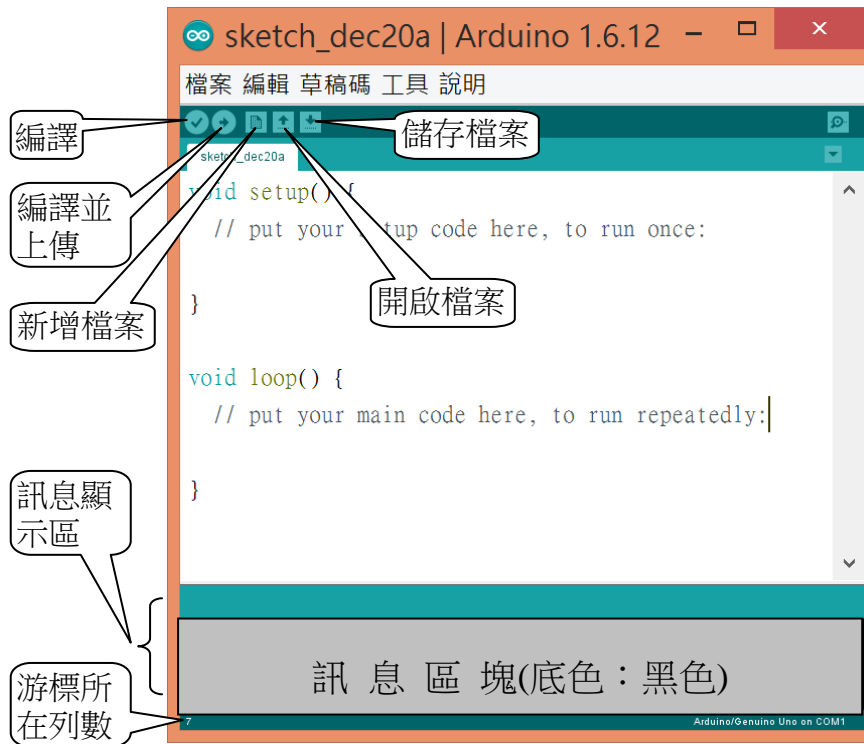 sketch_dec20a | Arduino 1.6.12
檔案 編輯 草稿碼 工具 說明
編譯
儲存檔案
sketch_dec20a
編譯並
上傳
void setup() {
// put your setup code here, to run once:
開啟檔案
新增檔案
}
void loop() {
// put your main code here, to run repeatedly:
}
訊息顯
示區
訊 息 區 塊(底色：黑色)
游標所
在列數
7
Arduino/Genuino Uno on COM1